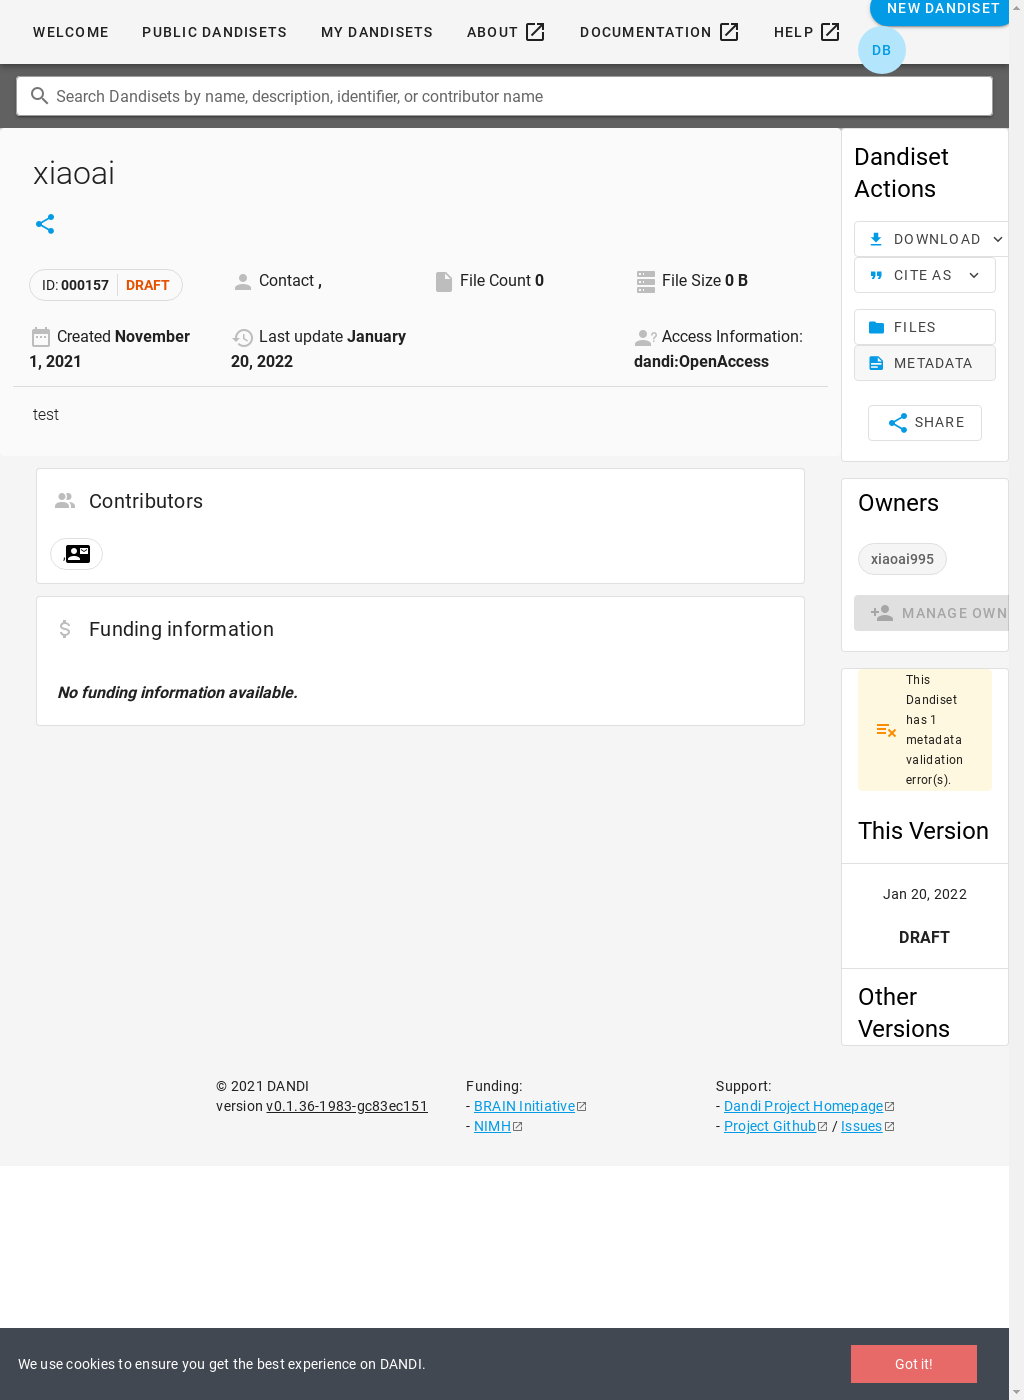 WELCOME
PUBLIC DANDISETS
MY DANDISETS
ABOUT
DOCUMENTATION
HELP
NEW DANDISET
DB
Search Dandisets by name, description, identifier, or contributor name
xiaoai
ID: 000157 DRAFT
Contact ,
File Count 0
File Size 0 B
Created November
1, 2021
Last update January
20, 2022
Access Information:
dandi:OpenAccess
test
Contributors
,
Funding information
No funding information available.
Dandiset
Actions
DOWNLOAD
CITE AS
FILES
METADATA
SHARE
Owners
xiaoai995
MANAGE OWN
This
Dandiset
has 1
metadata
validation
error(s).
This Version
Jan 20, 2022
DRAFT
Other
Versions
© 2021 DANDI
version v0.1.36-1983-gc83ec151
Funding:
- BRAIN Initiative
- NIMH
Support:
- Dandi Project Homepage
- Project Github / Issues
We use cookies to ensure you get the best experience on DANDI.
Got it!